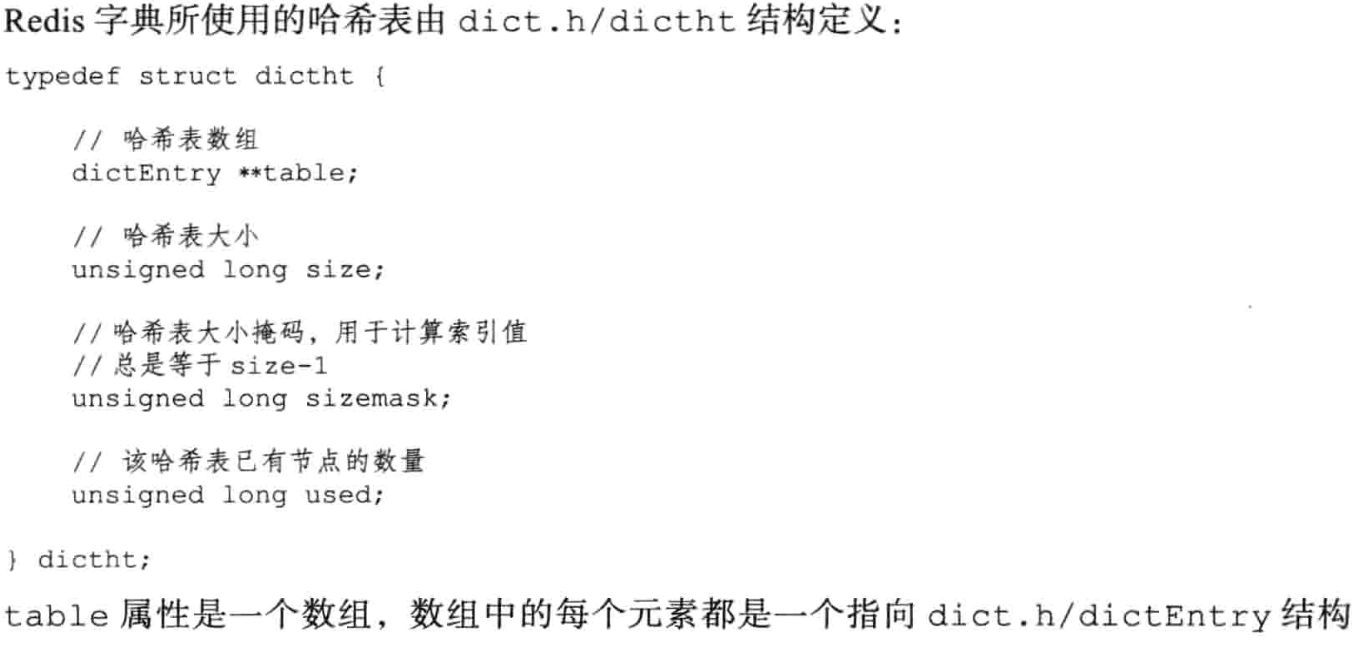 Redis 字典所使用的哈希表由 dict.h/dictht 结构定义：
typedef struct dictht {
// 哈希表数组
dictEntry **table;
// 哈希表大小
unsigned long size;
// 哈希表大小掩码，用于计算索引值
// 总是等于 size-1
unsigned long sizemask;
// 该哈希表已有节点的数量
unsigned long used;
} dictht;
table 属性是一个数组，数组中的每个元素都是一个指向 dict.h/dictEntry 结构